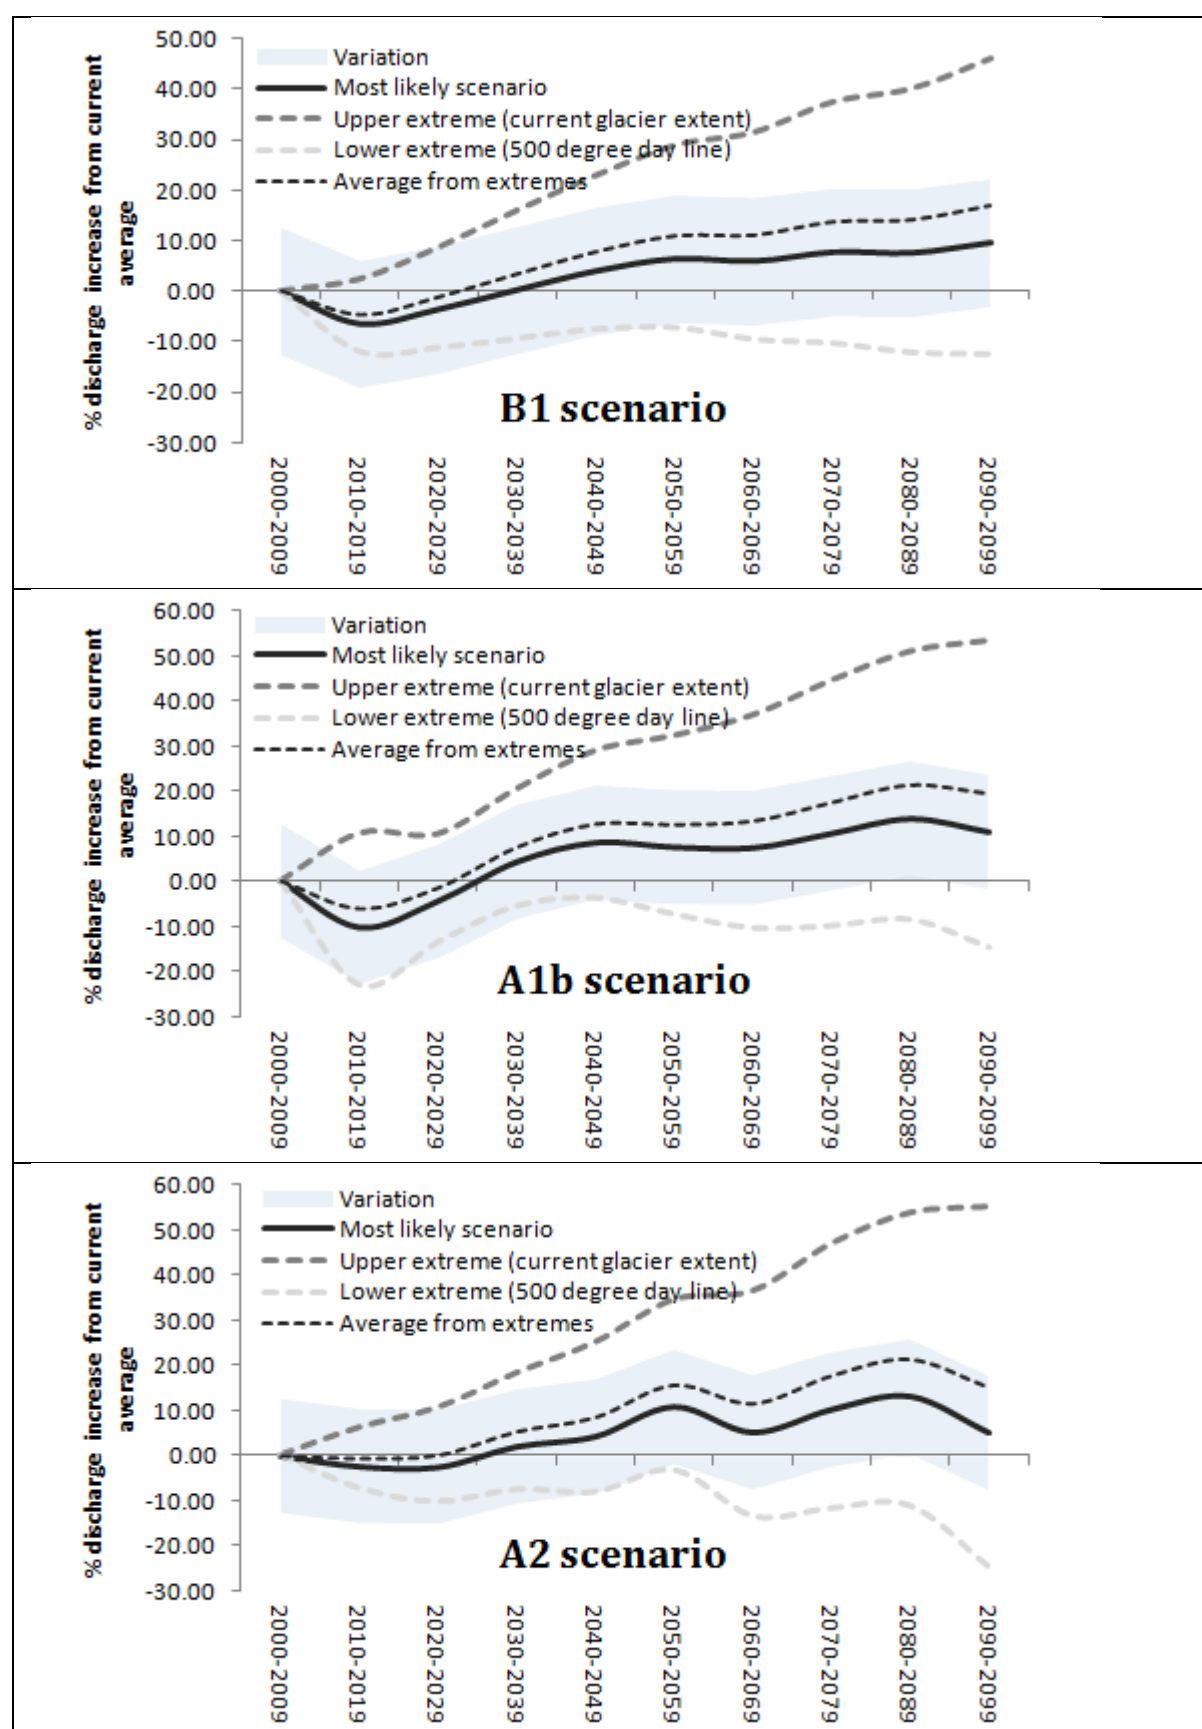 % discharge increase from current
average
50.00
40.00
30.00
20.00
10.00
0.00
-10.00
-20.00
-30.00
Variation
Most likely scenario
Upper extreme (current glacier extent)
Lower extreme (500 degree day line)
Average from extremes
B1 scenario
2000-2009
2010-2019
2020-2029
2030-2039
2040-2049
2050-2059
2060-2069
2070-2079
2080-2089
2090-2099
% discharge increase from current
average
60.00
50.00
40.00
30.00
20.00
10.00
0.00
-10.00
-20.00
-30.00
Variation
Most likely scenario
Upper extreme (current glacier extent)
Lower extreme (500 degree day line)
Average from extremes
A1b scenario
2000-2009
2010-2019
2020-2029
2030-2039
2040-2049
2050-2059
2060-2069
2070-2079
2080-2089
2090-2099
% discharge increase from current
average
60.00
50.00
40.00
30.00
20.00
10.00
0.00
-10.00
-20.00
-30.00
Variation
Most likely scenario
Upper extreme (current glacier extent)
Lower extreme (500 degree day line)
Average from extremes
A2 scenario
2000-2009
2010-2019
2020-2029
2030-2039
2040-2049
2050-2059
2060-2069
2070-2079
2080-2089
2090-2099